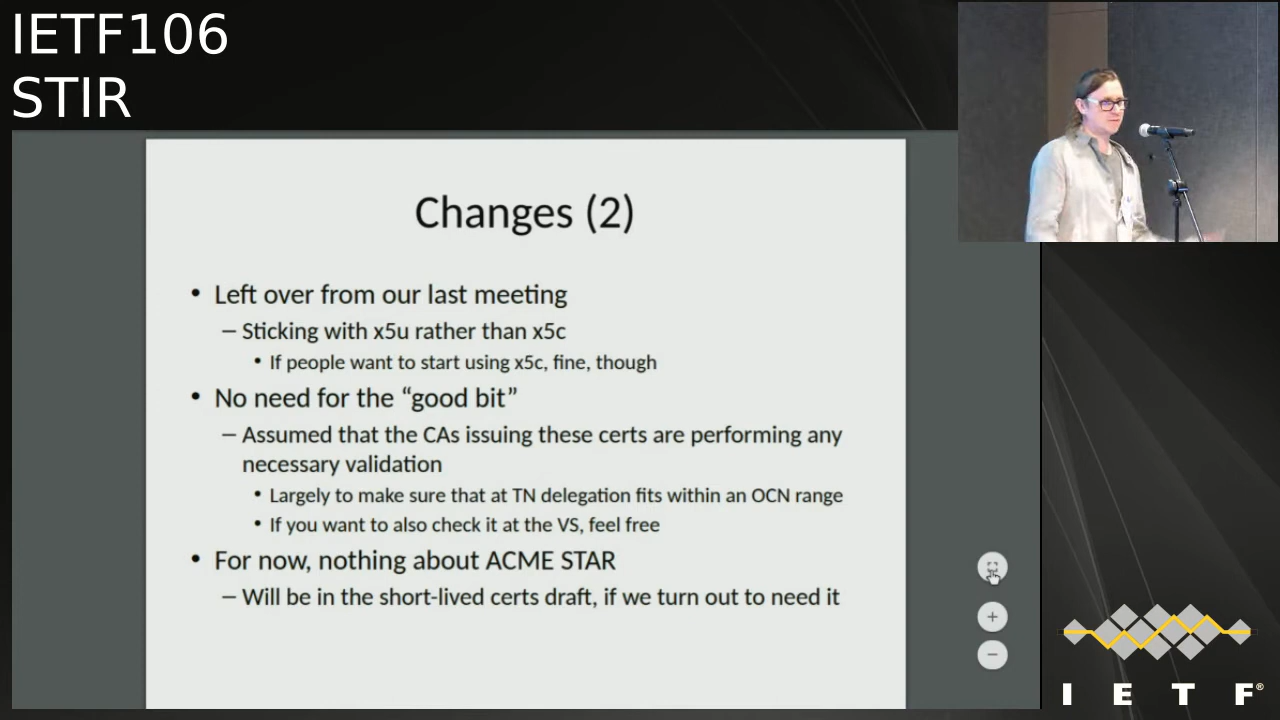 IETF106
STIR
Changes (2)
• Left over from our last meeting
– Sticking with x5u rather than x5c
• If people want to start using x5c, fine, though
• No need for the “good bit”
– Assumed that the CAs issuing these certs are performing any
necessary validation
• Largely to make sure that at TN delegation fits within an OCN range
• If you want to also check it at the VS, feel free
• For now, nothing about ACME STAR
– Will be in the short-lived certs draft, if we turn out to need it
I E T F®